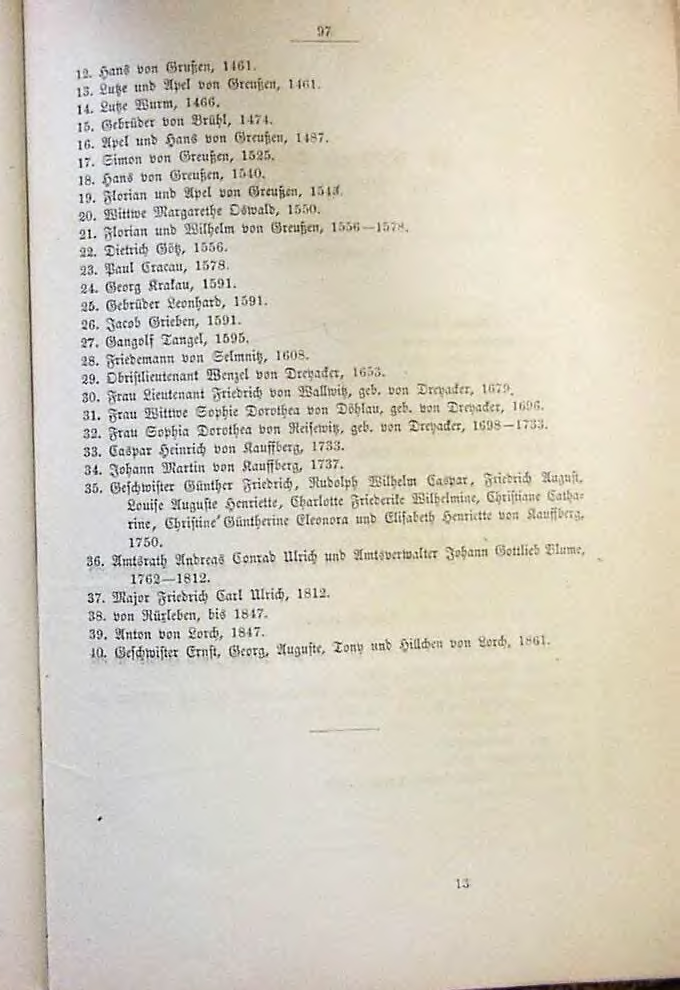 97
12. Hans von Grußen, 1461.
13. Lutze und Apel von Greußen, 1461.
14. Lutze Wurm, 1466.
15. Gebrüder von Brühl, 1474.
16. Apel und Hans von Greußen, 1487.
17. Simon von Greußen, 1525.
18. Hans von Greußen, 1540.
19. Florian und Apel von Greußen,
20. Wittwe Margarethe Oswald, 1550.
21. Florian und Wilhelm von Greußen, 1556—1578.
22. Dietrich Götz, 1556.
23. Paul Cracau, 1578.
24. Georg Krakau, 1591.
25. Gebrüder Leonhard, 1591.
26. Jacob Grieben, 1591.
27. Gangolf Tangel, 1595.
28. Friedemann von Selmnitz, 1608.
29. Obristlieutenant Wenzel von Dreyacker, 1653.
30. Frau Lieutenant Friedrich von Wallwitz, geb. von Dreyacker, 1679.
31. Frau Wittwe Sophie Dorothea von Döhlau, geb. von Dreyacker, 1696.
32. Frau Sophia Dorothea von Reisewitz, geb. von Dreyacker, 1698—1733.
33. Caspar Heinrich von Kauffberg, 1733.
34. Johann Martin von Kauffberg, 1737.
35. Geschwister Günther Friedrich, Rudolph Wilhelm Caspar, Friedrich August,
Louise Auguste Henriette, Charlotte Friederike Wilhelmine, Christiane Catha-
rine, Christine Güntherine Eleonora und Elisabeth Henriette von Kauffberg,
1750.
36. Amtsrath Andreas Conrad Ulrich und Amtsverwalter Johann Gottlieb Blume,
1762—1812.
37. Major Friedrich Carl Ulrich, 1812.
38. von Rüxleben, bis 1847.
39. Anton von Lorch, 1847.
40. Geschwister Ernst, Georg, Auguste, Tony und Hillchen von Lorch, 1861.
13